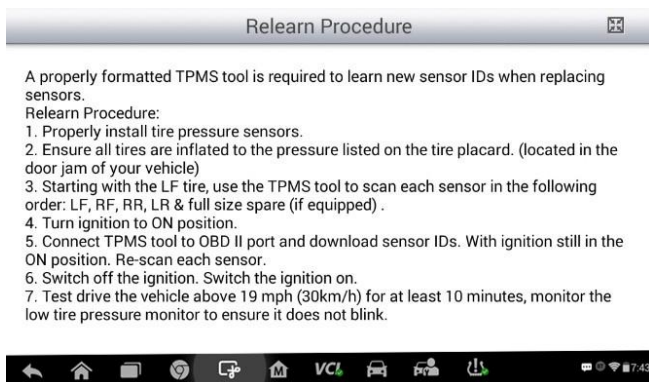 Relearn Procedure
A properly formatted TPMS tool is required to learn new sensor IDs when replacing
sensors.
Relearn Procedure:
1. Properly install tire pressure sensors.
2. Ensure all tires are inflated to the pressure listed on the tire placard. (located in the
door jam of your vehicle)
3. Starting with the LF tire, use the TPMS tool to scan each sensor in the following
order: LF, RF, RR, LR & full size spare (if equipped) .
4. Turn ignition to ON position.
5. Connect TPMS tool to OBD II port and download sensor IDs. With ignition still in the
ON position. Re-scan each sensor.
6. Switch off the ignition. Switch the ignition on.
7. Test drive the vehicle above 19 mph (30km/h) for at least 10 minutes, monitor the
low tire pressure monitor to ensure it does not blink.
M VCI 7:43